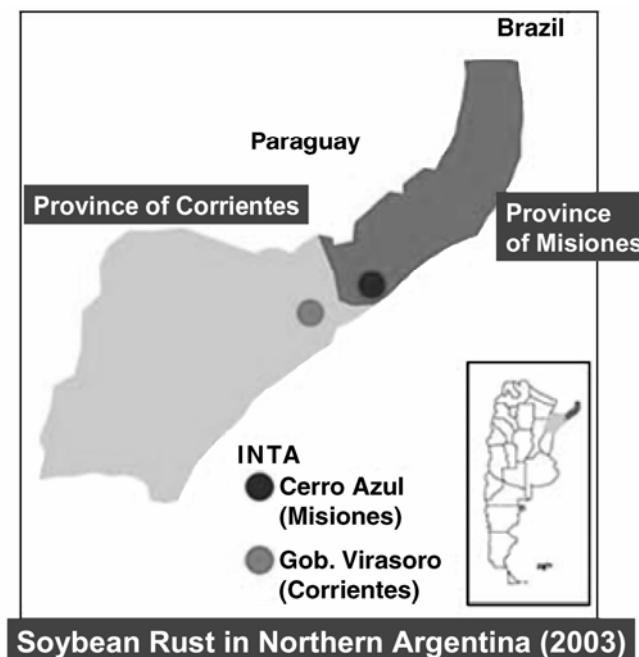 Brazil
Paraguay
Province of Corrientes
Province
of Misiones
INTA
Cerro Azul
(Misiones)
Gob. Virasoro
(Corrientes)
Soybean Rust in Northern Argentina (2003)